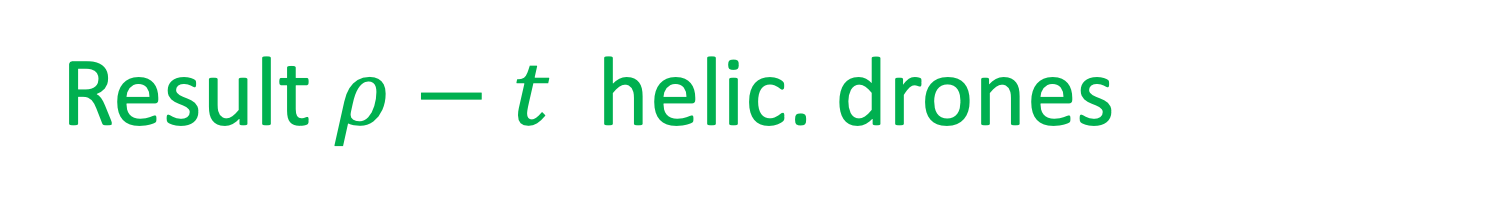 Result 𝜌 − 𝑡 helic. drones